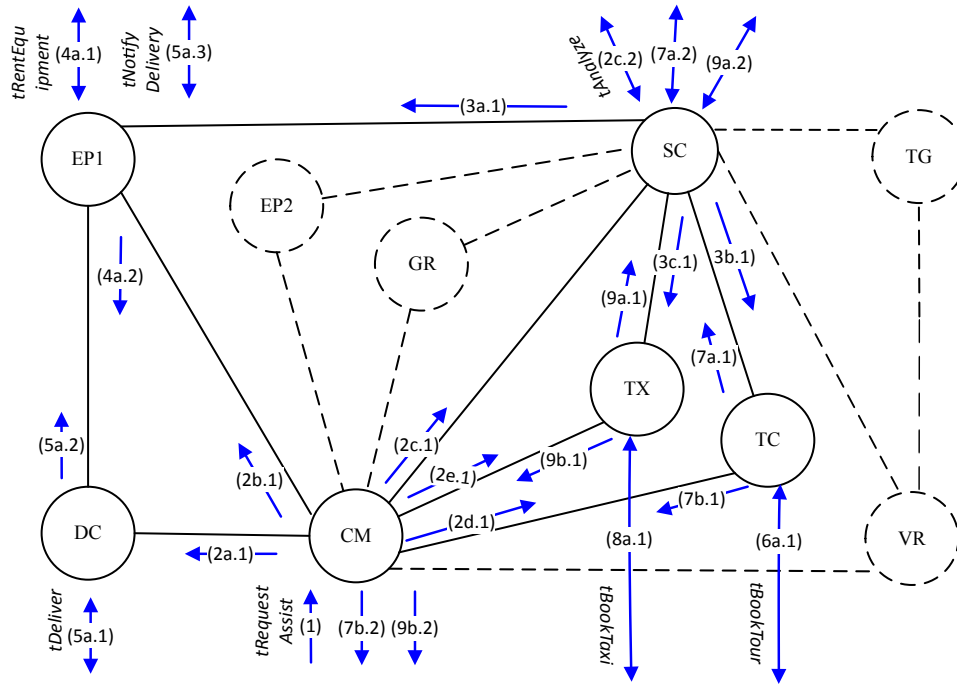 tRentEqu
ipment
(4a.1)
tNotify
Delivery
(5a.3)
tAnalyze
(2c.2)
(7a.2)
(9a.2)
(3a.1)
EP1
SC
TG
EP2
GR
(4a.2)
(3c.1)
3b.1)
(9a.1)
(7a.1)
TX
TC
(5a.2)
(2b.1)
(2c.1)
(2e.1)
(9b.1)
(2d.1)
(7b.1)
DC
CM
VR
(2a.1)
(8a.1)
(6a.1)
tDeliver
(5a.1)
tRequest
Assist
(1)
(7b.2)
(9b.2)
tBookTaxi
tBookTour